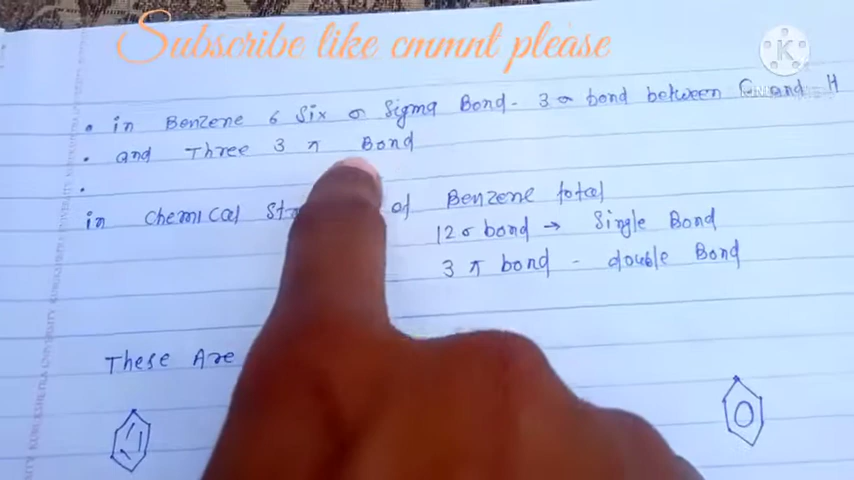 Subscribe like cmmnt please
K
• in Benzene 6 Six σ Sigma Bond - 3 σ bond between C and H
• and Three 3 π Bond
•
in chemical of Benzene total
12 σ bond → Single Bond
3 π bond - double Bond
These Are